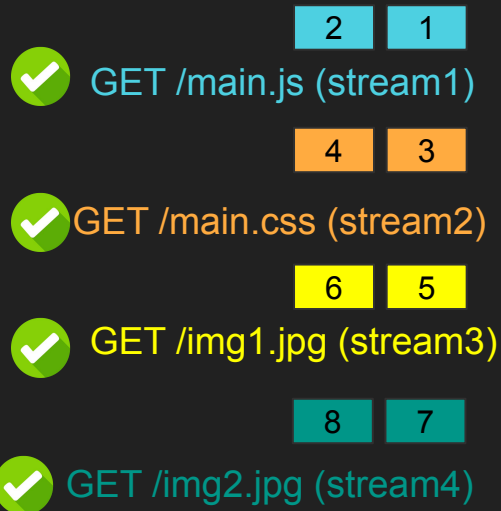 2 1
GET /main.js (stream1)
4 3
GET /main.css (stream2)
6 5
GET /img1.jpg (stream3)
8 7
GET /img2.jpg (stream4)